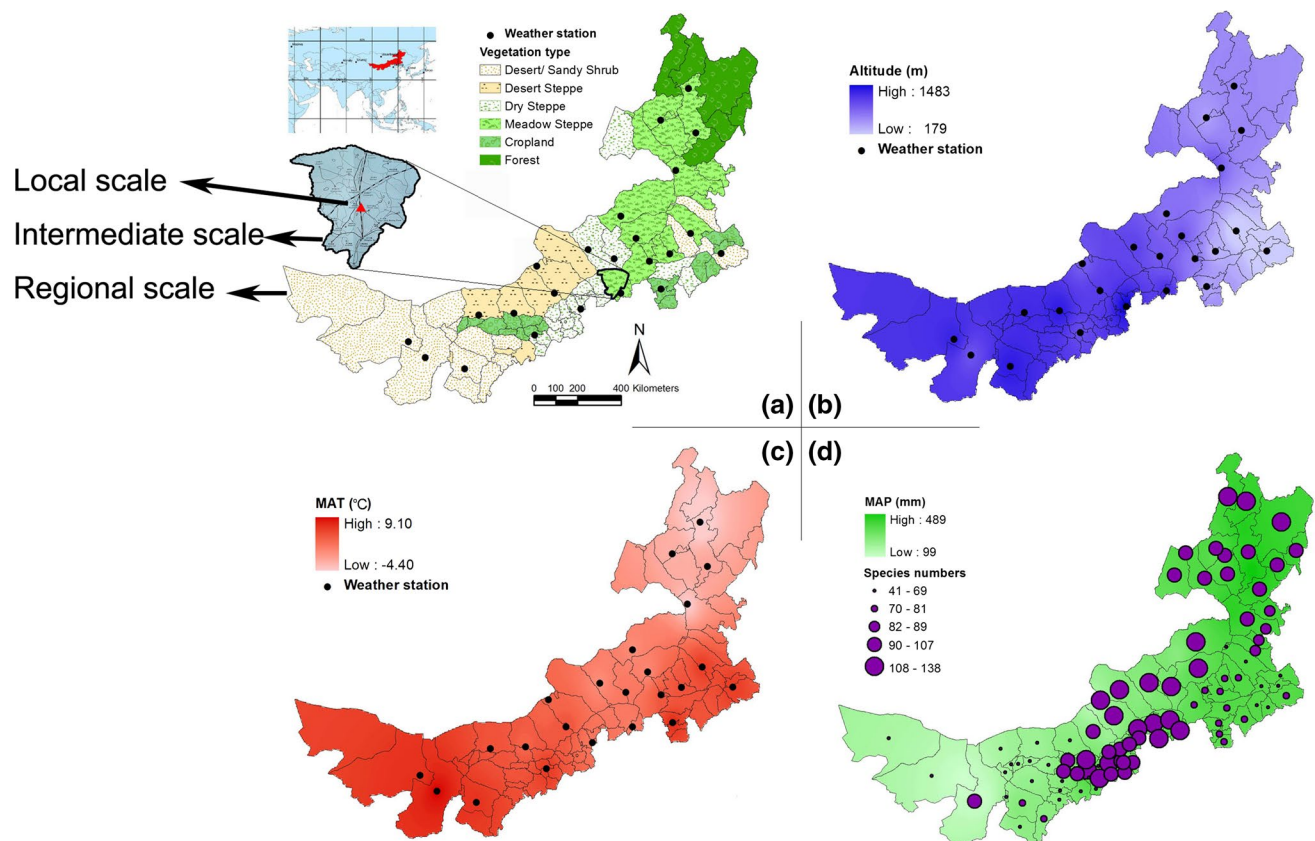 Weather station
Vegetation type
Desert/ Sandy Shrub
Desert Steppe
Dry Steppe
Meadow Steppe
Cropland
Forest
Local scale
Intermediate scale
Regional scale
N
0 100 200 400 Kilometers
(a)
Altitude (m)
High : 1483
Low : 179
Weather station
(b)
(c)
MAT (°C)
High : 9.10
Low : -4.40
Weather station
(d)
MAP (mm)
High : 489
Low : 99
Species numbers
41 - 69
70 - 81
82 - 89
90 - 107
108 - 138